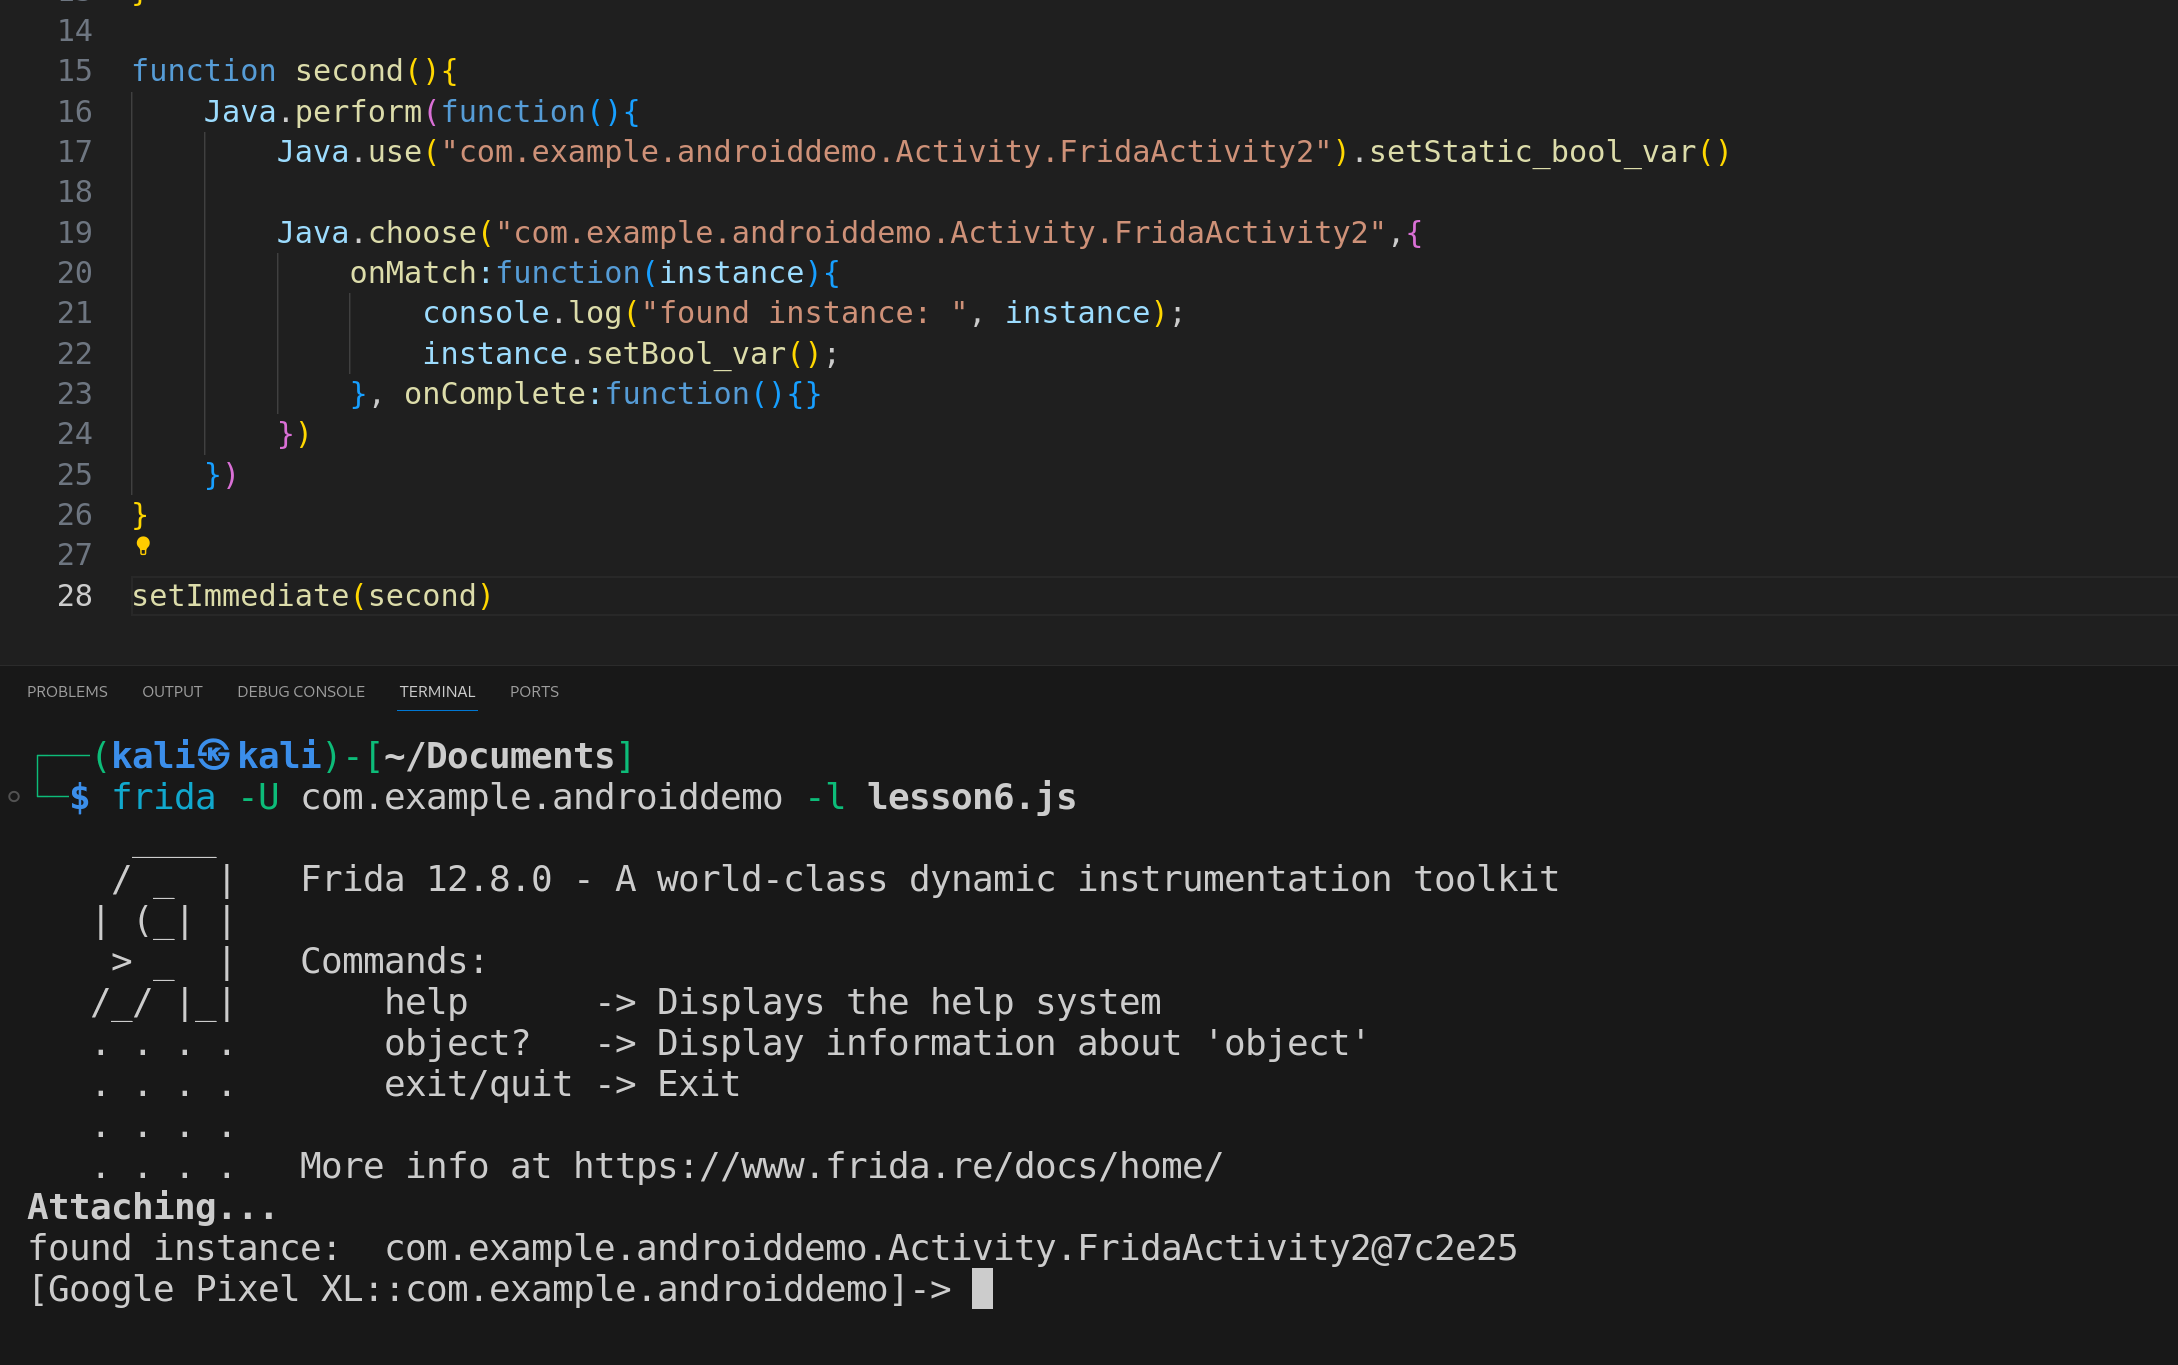 14
15 function second(){
16     Java.perform(function(){
17         Java.use("com.example.androiddemo.Activity.FridaActivity2").setStatic_bool_var()
18
19         Java.choose("com.example.androiddemo.Activity.FridaActivity2",{
20             onMatch:function(instance){
21                 console.log("found instance: ", instance);
22                 instance.setBool_var();
23             }, onComplete:function(){}
24         })
25     })
26 }
27
28 setImmediate(second)
PROBLEMS OUTPUT DEBUG CONSOLE TERMINAL PORTS
┌──(kali㉿kali)-[~/Documents]
└─$ frida -U com.example.androiddemo -l lesson6.js
     ____
    / _  |   Frida 12.8.0 - A world-class dynamic instrumentation toolkit
   | (_| |
    > _  |   Commands:
   /_/ |_|       help      -> Displays the help system
   . . . .       object?   -> Display information about 'object'
   . . . .       exit/quit -> Exit
   . . . .
   . . . .   More info at https://www.frida.re/docs/home/
Attaching...
found instance:  com.example.androiddemo.Activity.FridaActivity2@7c2e25
[Google Pixel XL::com.example.androiddemo]->